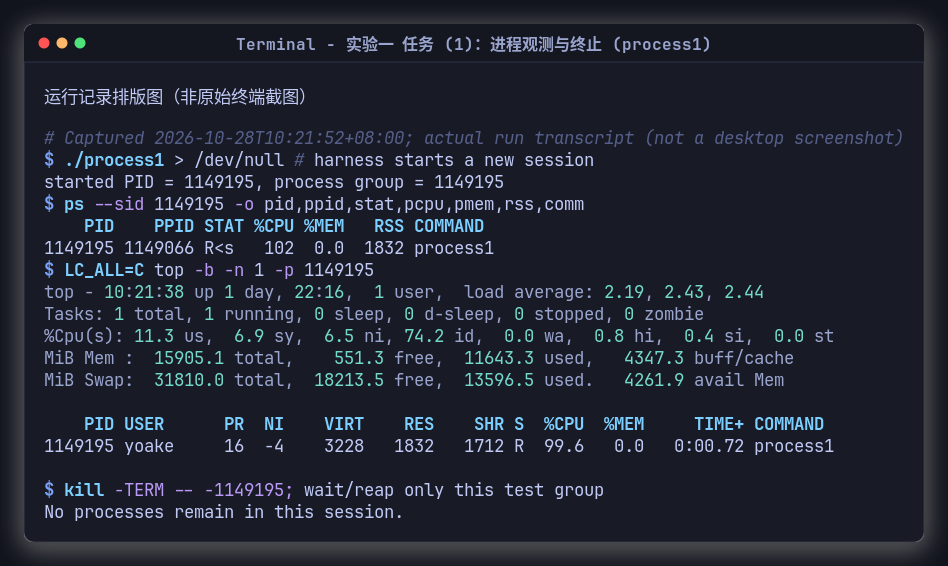 Terminal - 实验一 任务 (1): 进程观测与终止 (process1)
运行记录排版图（非原始终端截图）
# Captured 2026-10-28T10:21:52+08:00; actual run transcript (not a desktop screenshot)
$ ./process1 > /dev/null # harness starts a new session
started PID = 1149195, process group = 1149195
$ ps --sid 1149195 -o pid,ppid,stat,pcpu,pmem,rss,comm
    PID    PPID STAT %CPU %MEM   RSS COMMAND
1149195 1149066 R<s   102  0.0  1832 process1
$ LC_ALL=C top -b -n 1 -p 1149195
top - 10:21:38 up 1 day, 22:16,  1 user,  load average: 2.19, 2.43, 2.44
Tasks: 1 total, 1 running, 0 sleep, 0 d-sleep, 0 stopped, 0 zombie
%Cpu(s): 11.3 us,  6.9 sy,  6.5 ni, 74.2 id,  0.0 wa,  0.8 hi,  0.4 si,  0.0 st
MiB Mem :  15905.1 total,    551.3 free,  11643.3 used,   4347.3 buff/cache
MiB Swap:  31810.0 total,  18213.5 free,  13596.5 used.   4261.9 avail Mem
    PID USER      PR  NI    VIRT    RES    SHR S  %CPU  %MEM     TIME+ COMMAND
1149195 yoake     16  -4    3228   1832   1712 R  99.6   0.0   0:00.72 process1
$ kill -TERM -- -1149195; wait/reap only this test group
No processes remain in this session.